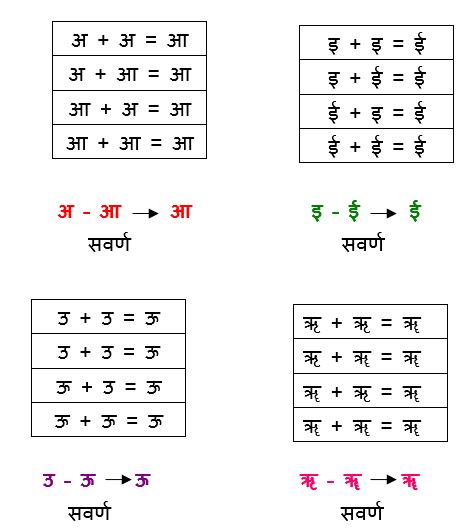 अ + अ = आ
अ + आ = आ
आ + अ = आ
आ + आ = आ
अ - आ → आ
सवर्ण
इ + इ = ई
इ + ई = ई
ई + इ = ई
ई + ई = ई
इ - ई → ई
सवर्ण
उ + उ = ऊ
उ + उ = ऊ
ऊ + उ = ऊ
ऊ + ऊ = ऊ
उ - ऊ → ऊ
सवर्ण
ऋ + ऋ = ॠ
ऋ + ॠ = ॠ
ॠ + ऋ = ॠ
ॠ + ॠ = ॠ
ऋ - ॠ → ॠ
सवर्ण